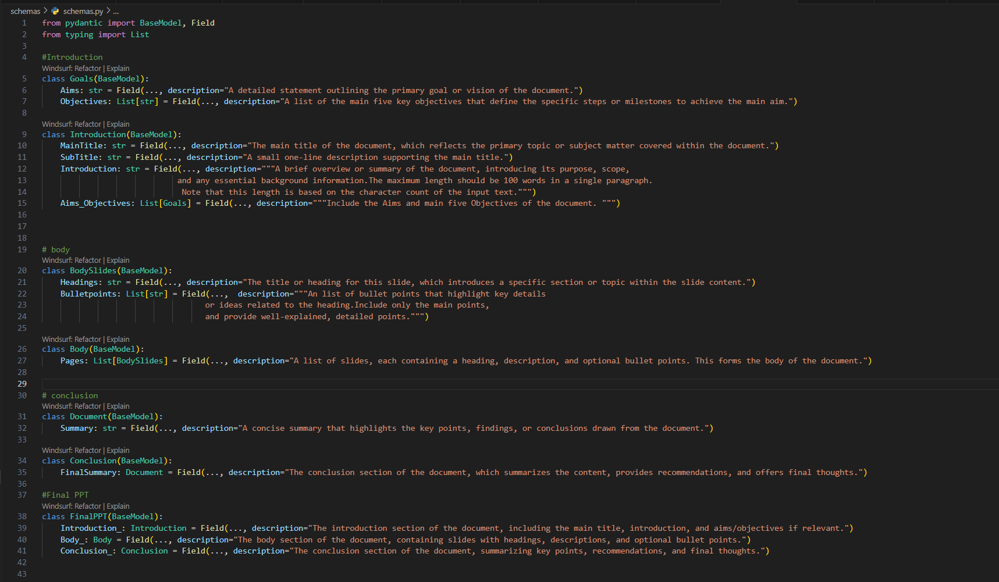 schemas > schemas.py > ...
1 from pydantic import BaseModel, Field
2 from typing import List
3
4 #Introduction
Windsurf: Refactor | Explain
5 class Goals(BaseModel):
6     Aims: str = Field(..., description="A detailed statement outlining the primary goal or vision of the document.")
7     Objectives: List[str] = Field(..., description="A list of the main five key objectives that define the specific steps or milestones to achieve the main aim.")
8
Windsurf: Refactor | Explain
9 class Introduction(BaseModel):
10     MainTitle: str = Field(..., description="The main title of the document, which reflects the primary topic or subject matter covered within the document.")
11     SubTitle: str = Field(..., description="A small one-line description supporting the main title.")
12     Introduction: str = Field(..., description="""A brief overview or summary of the document, introducing its purpose, scope,
13                              and any essential background information.The maximum length should be 100 words in a single paragraph.
14                               Note that this length is based on the character count of the input text.""")
15     Aims_Objectives: List[Goals] = Field(..., description="""Include the Aims and main five Objectives of the document. """)
16
17
18
19 # body
Windsurf: Refactor | Explain
20 class BodySlides(BaseModel):
21     Headings: str = Field(..., description="The title or heading for this slide, which introduces a specific section or topic within the slide content.")
22     Bulletpoints: List[str] = Field(...,  description="""An list of bullet points that highlight key details
23                                    or ideas related to the heading.Include only the main points,
24                                    and provide well-explained, detailed points.""")
25
Windsurf: Refactor | Explain
26 class Body(BaseModel):
27     Pages: List[BodySlides] = Field(..., description="A list of slides, each containing a heading, description, and optional bullet points. This forms the body of the document.")
28
29
30 # conclusion
Windsurf: Refactor | Explain
31 class Document(BaseModel):
32     Summary: str = Field(..., description="A concise summary that highlights the key points, findings, or conclusions drawn from the document.")
33
Windsurf: Refactor | Explain
34 class Conclusion(BaseModel):
35     FinalSummary: Document = Field(..., description="The conclusion section of the document, which summarizes the content, provides recommendations, and offers final thoughts.")
36
37 #Final PPT
Windsurf: Refactor | Explain
38 class FinalPPT(BaseModel):
39     Introduction_: Introduction = Field(..., description="The introduction section of the document, including the main title, introduction, and aims/objectives if relevant.")
40     Body_: Body = Field(..., description="The body section of the document, containing slides with headings, descriptions, and optional bullet points.")
41     Conclusion_: Conclusion = Field(..., description="The conclusion section of the document, summarizing key points, recommendations, and final thoughts.")
42
43